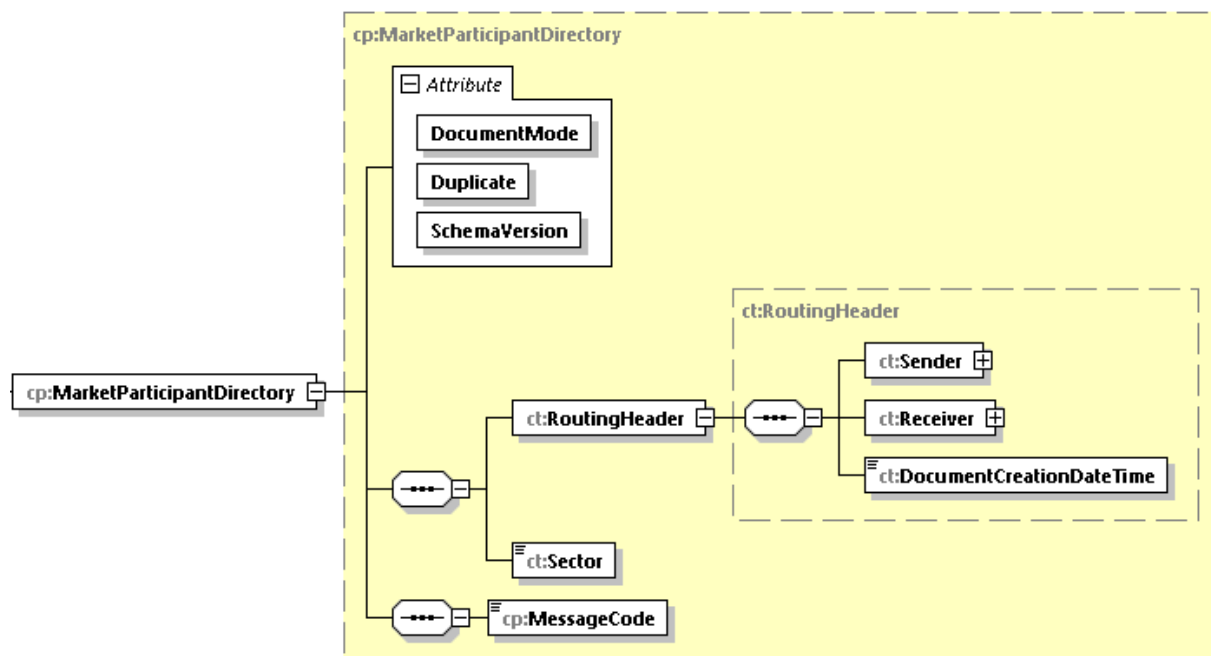 cp:MarketParticipantDirectory
Attribute
DocumentMode
Duplicate
SchemaVersion
ct:RoutingHeader
cp:MarketParticipantDirectory
ct:Sender
ct:RoutingHeader
ct:Receiver
ct:DocumentCreationDateTime
ct:Sector
cp:MessageCode